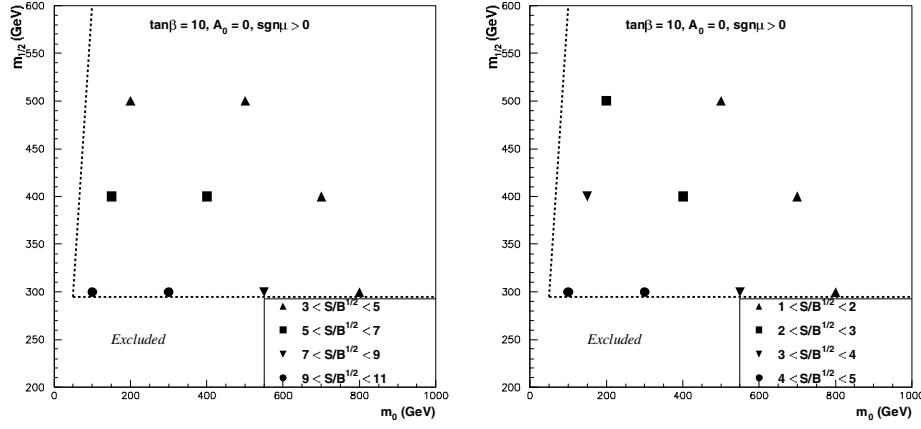 m1/2 (GeV)
600
550
500
450
400
350
300
250
200
tanβ = 10, A0 = 0, sgnμ > 0
Excluded
3 < S/B1/2 < 5
5 < S/B1/2 < 7
7 < S/B1/2 < 9
9 < S/B1/2 < 11
0 200 400 600 800 1000
m0 (GeV)
m1/2 (GeV)
600
550
500
450
400
350
300
250
200
tanβ = 10, A0 = 0, sgnμ > 0
Excluded
1 < S/B1/2 < 2
2 < S/B1/2 < 3
3 < S/B1/2 < 4
4 < S/B1/2 < 5
0 200 400 600 800 1000
m0 (GeV)